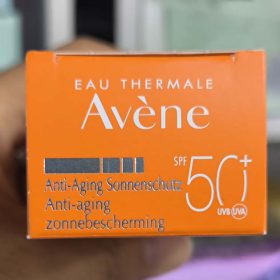 EAU THERMALE
Avène
Anti-Aging Sonnenschutz
Anti-aging
zonnebescherming
SPF 50+
UVB UVA